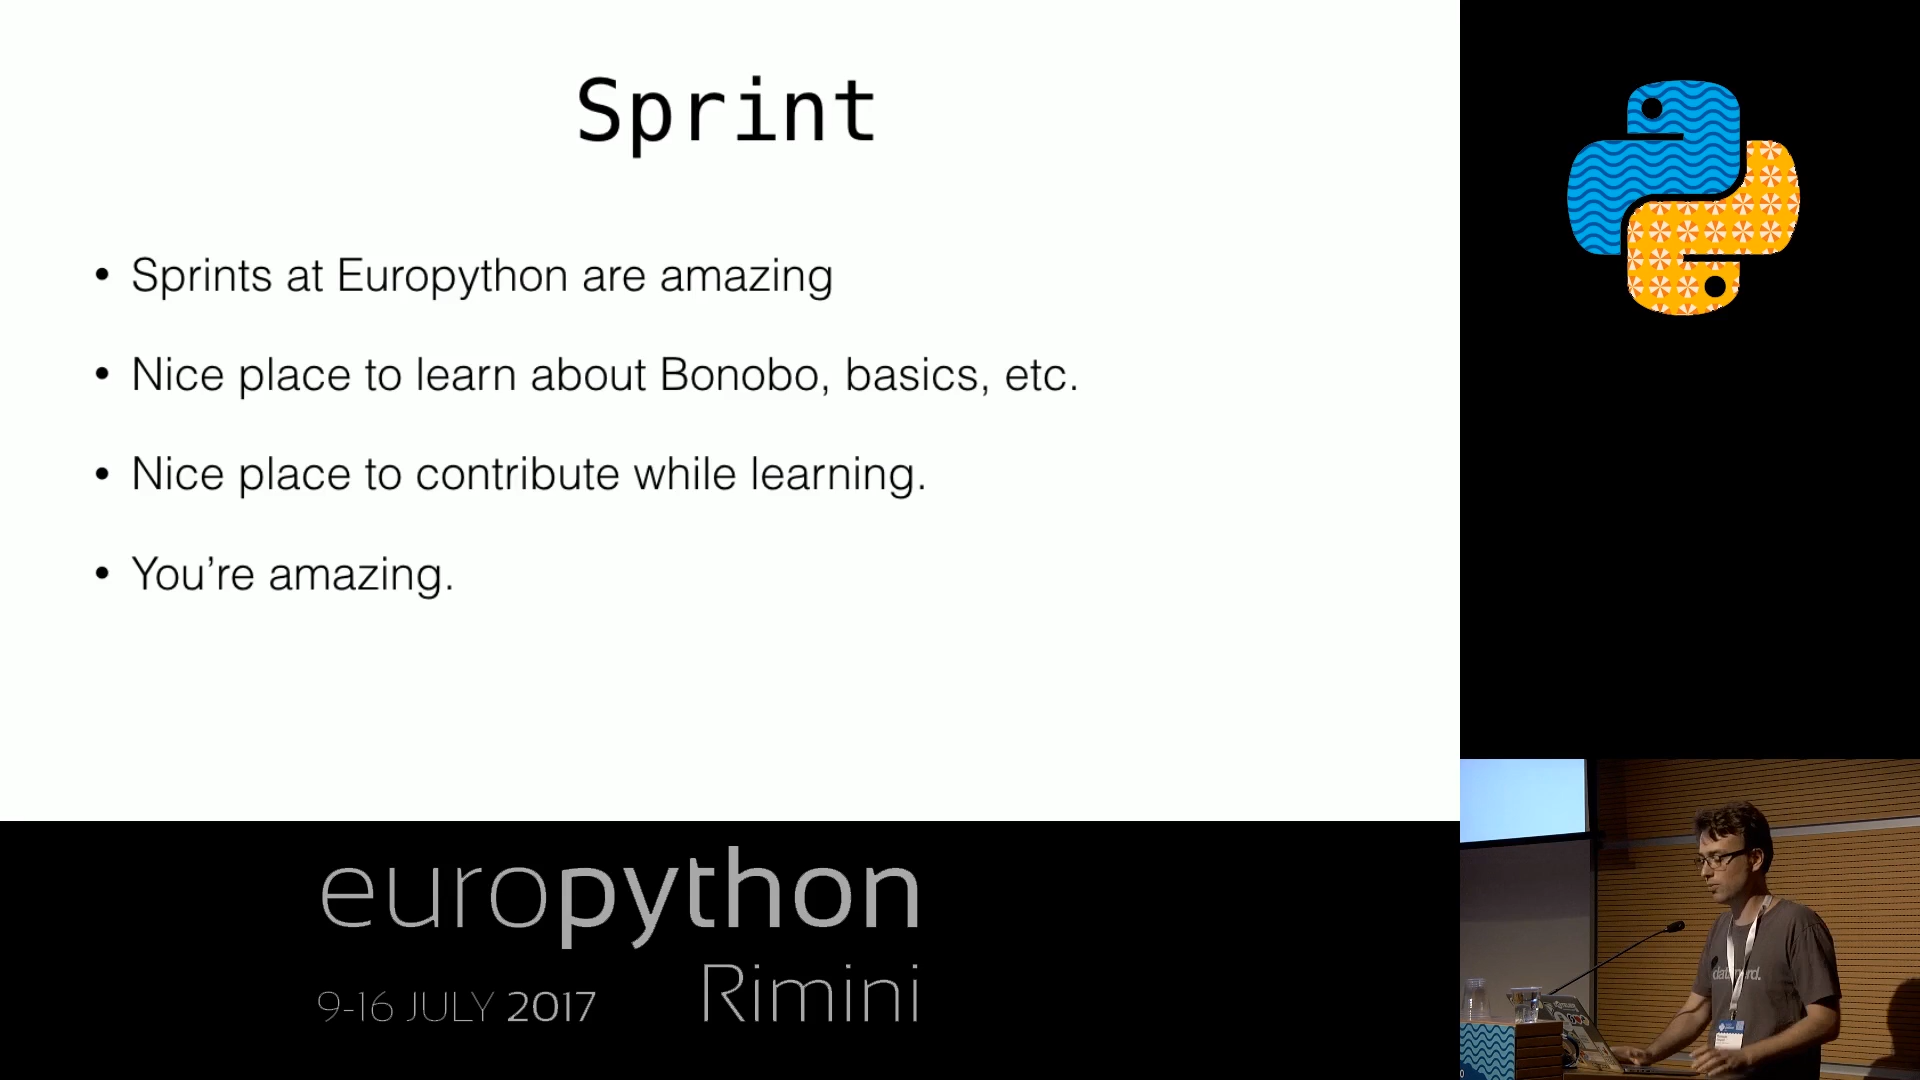 Sprint
• Sprints at Europython are amazing
• Nice place to learn about Bonobo, basics, etc.
• Nice place to contribute while learning.
• You’re amazing.
europython
9-16 JULY 2017 Rimini